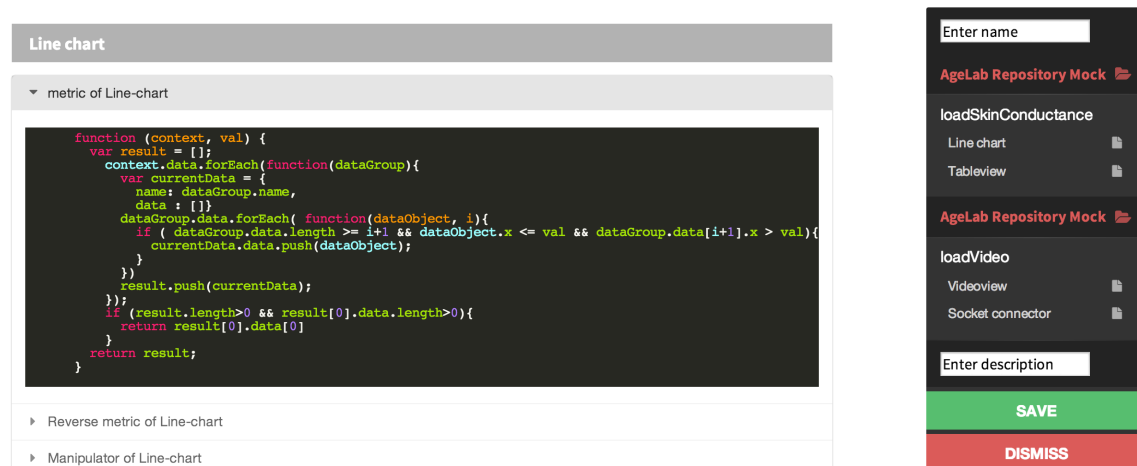 Line chart
metric of Line-chart
function (context, val) {
var result = [];
context.data.forEach(function(dataGroup){
var currentData = {
name: dataGroup.name,
data : []}
dataGroup.data.forEach( function(dataObject, i){
if ( dataGroup.data.length >= i+1 && dataObject.x <= val && dataGroup.data[i+1].x > val){
currentData.data.push(dataObject);
}
})
result.push(currentData);
});
if (result.length>0 && result[0].data.length>0){
return result[0].data[0]
}
return result;
}
Reverse metric of Line-chart
Manipulator of Line-chart
Enter name
AgeLab Repository Mock
loadSkinConductance
Line chart
Tableview
AgeLab Repository Mock
loadVideo
Videoview
Socket connector
Enter description
SAVE
DISMISS